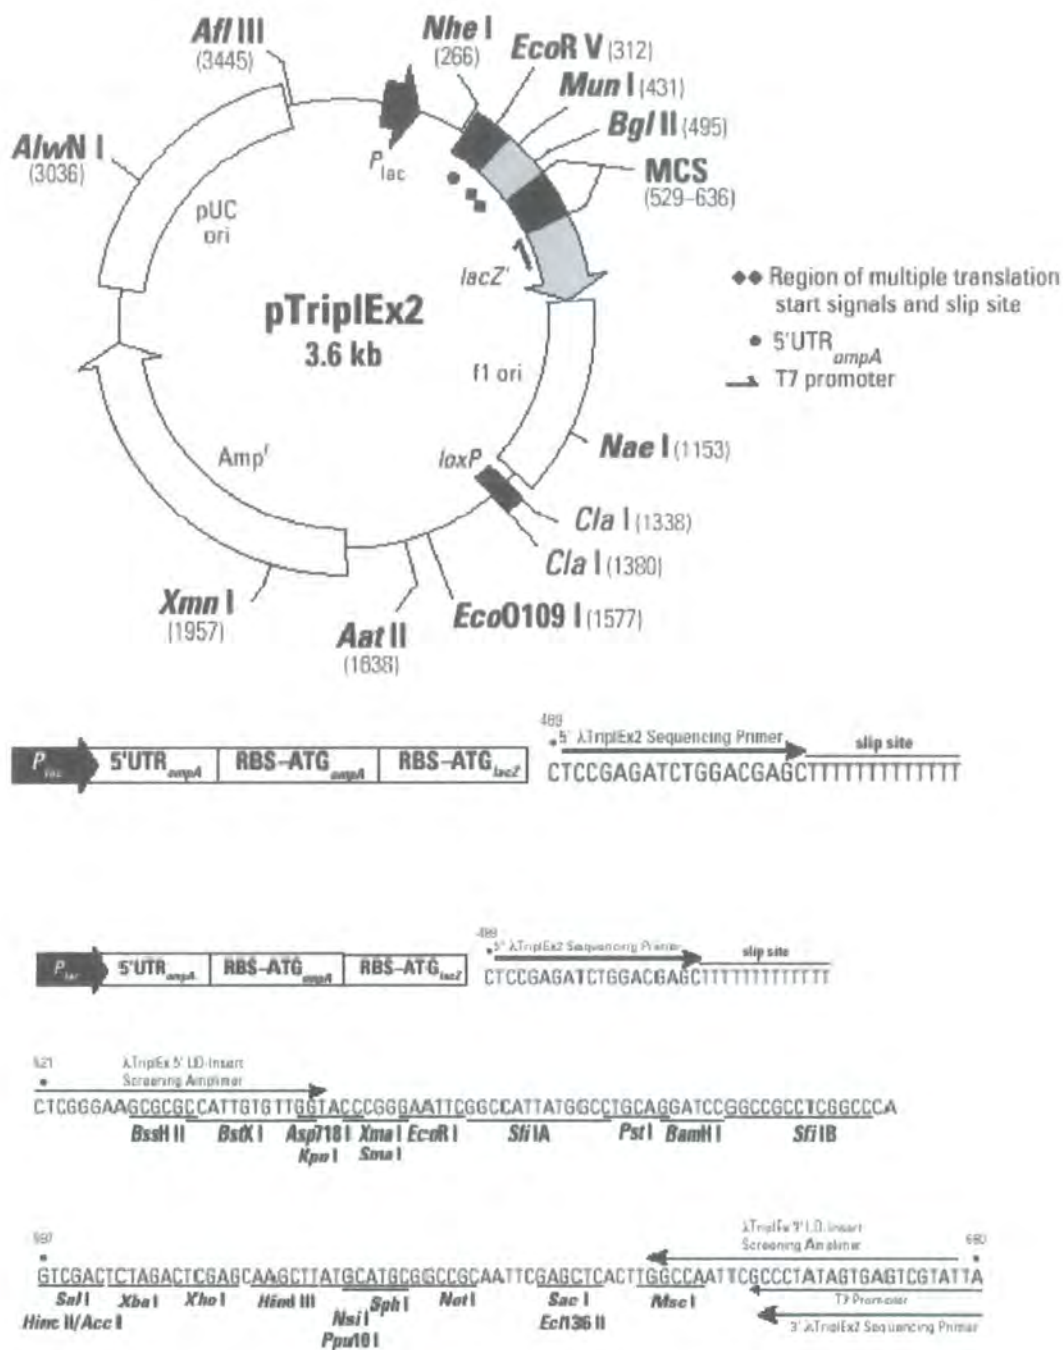 Afl III
(3445)
Nhe I
(266)
EcoR V (312)
Mun I (431)
Bgl II (495)
MCS
(529–636)
AlwN I
(3036)
P lac
pUC
ori
lacZ'
pTriplEx2
3.6 kb
f1 ori
Region of multiple translation
start signals and slip site
5'UTR ompA
T7 promoter
Nae I (1153)
loxP
Amp r
Cla I (1338)
Cla I (1380)
Xmn I
(1957)
EcoO109 I (1577)
Aat II
(1638)
489
5' λTriplEx2 Sequencing Primer
slip site
P lac 5'UTR ompA RBS–ATG ompA RBS–ATG lacZ
CTCCGAGATCTGGACGAGCTTTTTTTTTTTTT
489
5' λTriplEx2 Sequencing Primer
slip site
P lac 5'UTR ompA RBS–ATG ompA RBS–ATG lacZ
CTCCGAGATCTGGACGAGCTTTTTTTTTTTTT
521
λTriplEx 5' LD-Insert
Screening Amplimer
CTCGGGAAGCGCGCCATTGTGTTGGTACCCGGGAATTCGGCCATTATGGCCTGCAGGATCCGGCCGCCTCGGCCCA
BssH II BstX I Asp718 I Xma I EcoR I Sfi IA Pst I BamH I Sfi IB
Kpn I Sma I
597
λTriplEx 3' LD-Insert
Screening Amplimer
680
GTCGACTCTAGACTCGAGCAAGCTTATGCATGCGGCCGCAATTCGAGCTCACTTGGCCAATTCGCCCTATAGTGAGTCGTATTA
Sal I Xba I Xho I Hind III Sph I Not I Sac I Msc I T7 Promoter
Hinc II/Acc I Nsi I Ecl136 II
Ppu10 I
3' λTriplEx2 Sequencing Primer